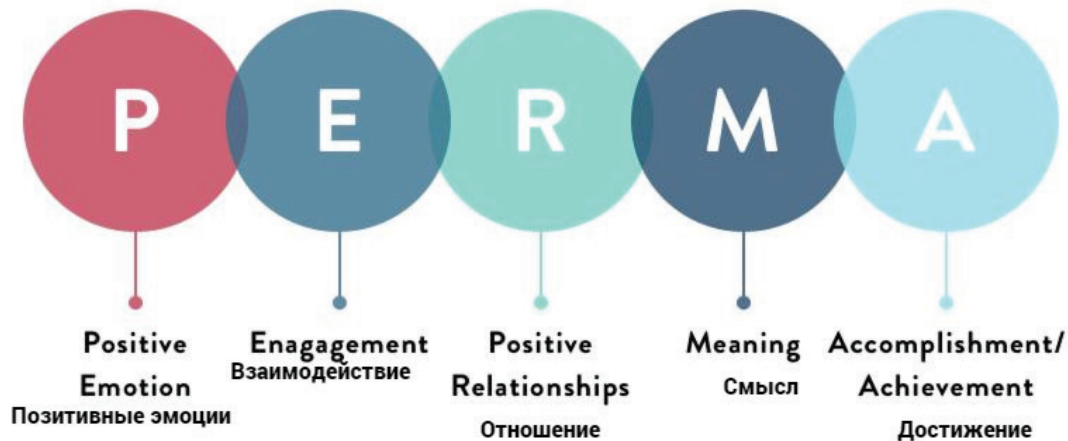 P E R M A
Positive
Emotion
Позитивные эмоции
Enagagement
Взаимодействие
Positive
Relationships
Отношение
Meaning
Смысл
Accomplishment/
Achievement
Достижение